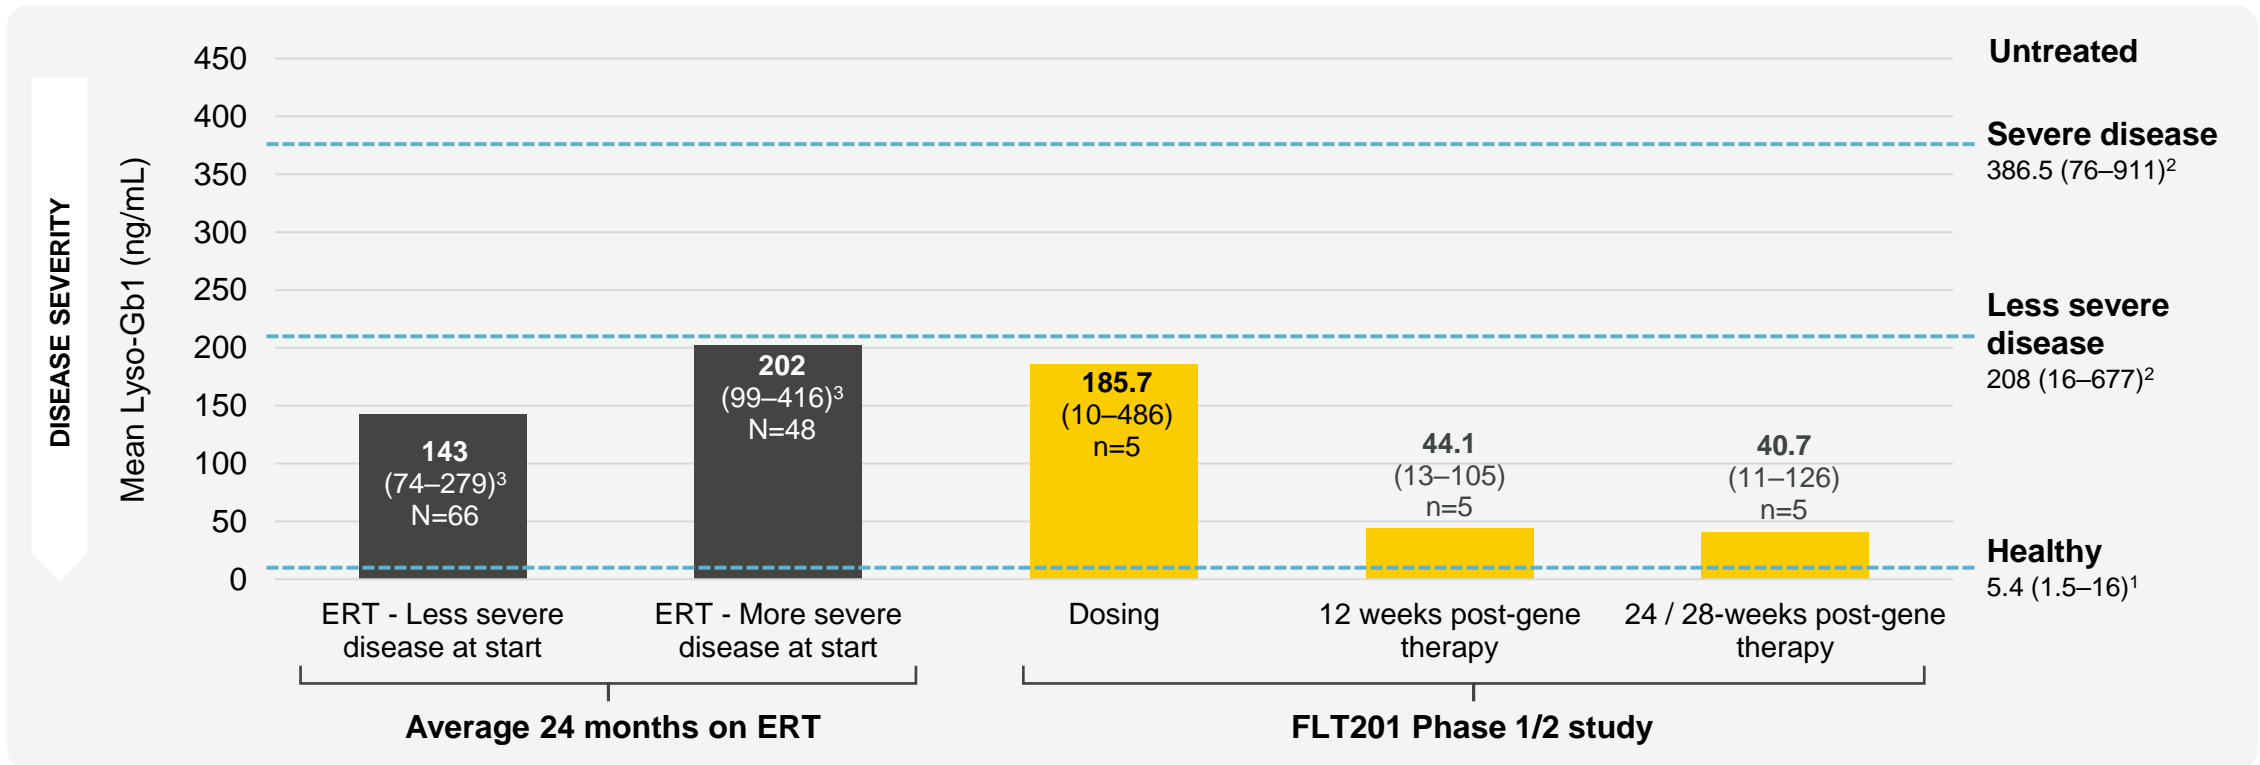 DISEASE SEVERITY
Mean Lyso-Gb1 (ng/mL)
450
400
350
300
250
200
150
100
50
0
143
(74–279)³
N=66
202
(99–416)³
N=48
185.7
(10–486)
n=5
44.1
(13–105)
n=5
40.7
(11–126)
n=5
Untreated
Severe disease
386.5 (76–911)²
Less severe
disease
208 (16–677)²
Healthy
5.4 (1.5–16)¹
ERT - Less severe
disease at start
ERT - More severe
disease at start
Dosing
12 weeks post-gene
therapy
24 / 28-weeks post-gene
therapy
Average 24 months on ERT
FLT201 Phase 1/2 study